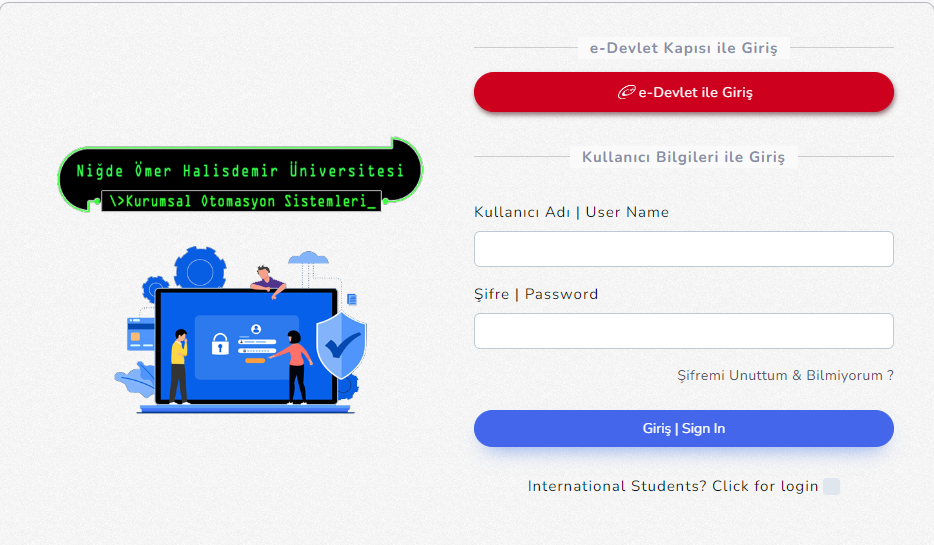 Niğde Ömer Halisdemir Üniversitesi
\>Kurumsal Otomasyon Sistemleri_
e-Devlet Kapısı ile Giriş
e-Devlet ile Giriş
Kullanıcı Bilgileri ile Giriş
Kullanıcı Adı | User Name
Şifre | Password
Şifremi Unuttum & Bilmiyorum ?
Giriş | Sign In
International Students? Click for login